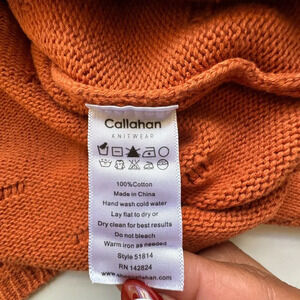 Callahan
KNITWEAR
100%Cotton
Made in China
Hand wash cold water
Lay flat to dry or
Dry clean for best results
Do not bleach
Warm iron as needed
Style 51814
RN 142824